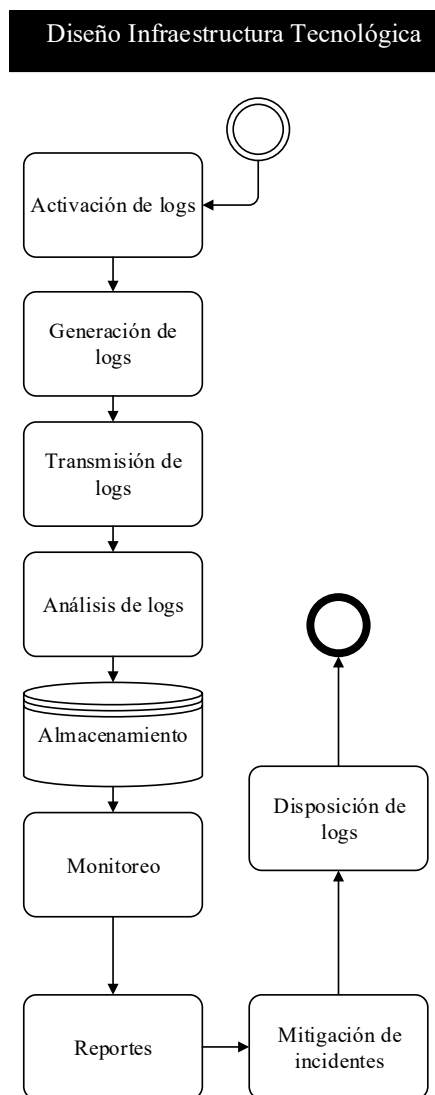 Diseño Infraestructura Tecnológica
Activación de logs
Generación de
logs
Transmisión de
logs
Análisis de logs
Almacenamiento
Monitoreo
Reportes
Mitigación de
incidentes
Disposición de
logs